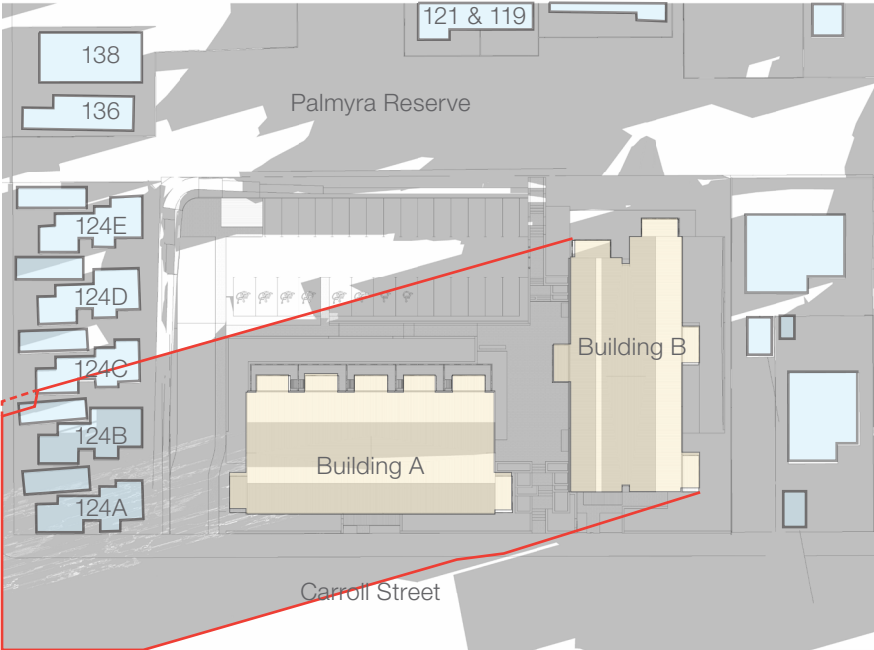 121 & 119
138
136
Palmyra Reserve
124E
124D
124C
124B
124A
Building B
Building A
Carroll Street